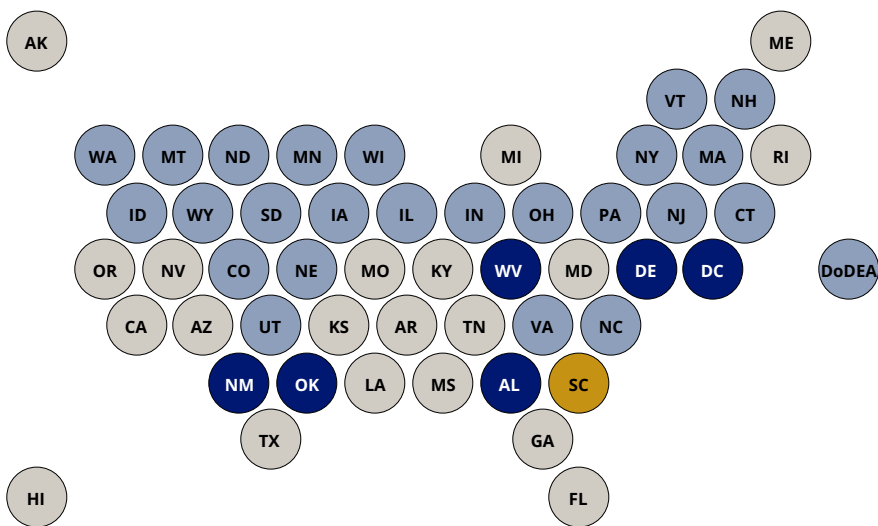 AK ME
VT NH
WA MT ND MN WI MI NY MA RI
ID WY SD IA IL IN OH PA NJ CT
OR NV CO NE MO KY WV MD DE DC DoDEA
CA AZ UT KS AR TN VA NC
NM OK LA MS AL SC
TX GA
HI FL